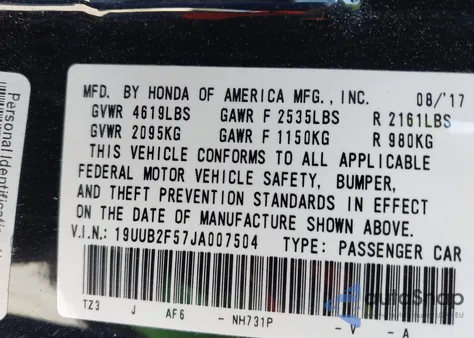 MFD. BY HONDA OF AMERICA MFG., INC. 08/'17
GVWR 4619LBS GAWR F 2535LBS R 2161LBS
GVWR 2095KG GAWR F 1150KG R 980KG
THIS VEHICLE CONFORMS TO ALL APPLICABLE
FEDERAL MOTOR VEHICLE SAFETY, BUMPER,
AND THEFT PREVENTION STANDARDS IN EFFECT
ON THE DATE OF MANUFACTURE SHOWN ABOVE.
V.I.N.: 19UUB2F57JA007504 TYPE: PASSENGER CAR
TZ3 J AF6 - NH731P - V - A
Personal
autoSnap